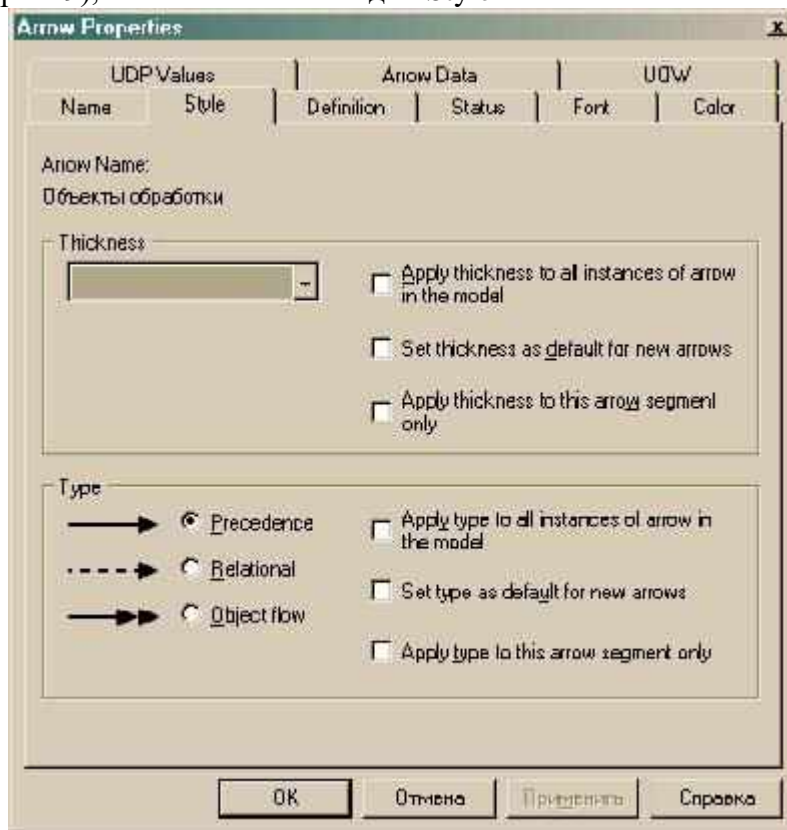 Style
Arrow Properties
UDP Values
Arrow Data
UOW
Name
Style
Definition
Status
Font
Color
Arrow Name:
Объекты обработки
Thickness
Apply thickness to all instances of arrow
in the model
Set thickness as default for new arrows
Apply thickness to this arrow segment
only
Type
Precedence
Apply type to all instances of arrow in
the model
Relational
Set type as default for new arrows
Object flow
Apply type to this arrow segment only
OK
Отмена
Применить
Справка